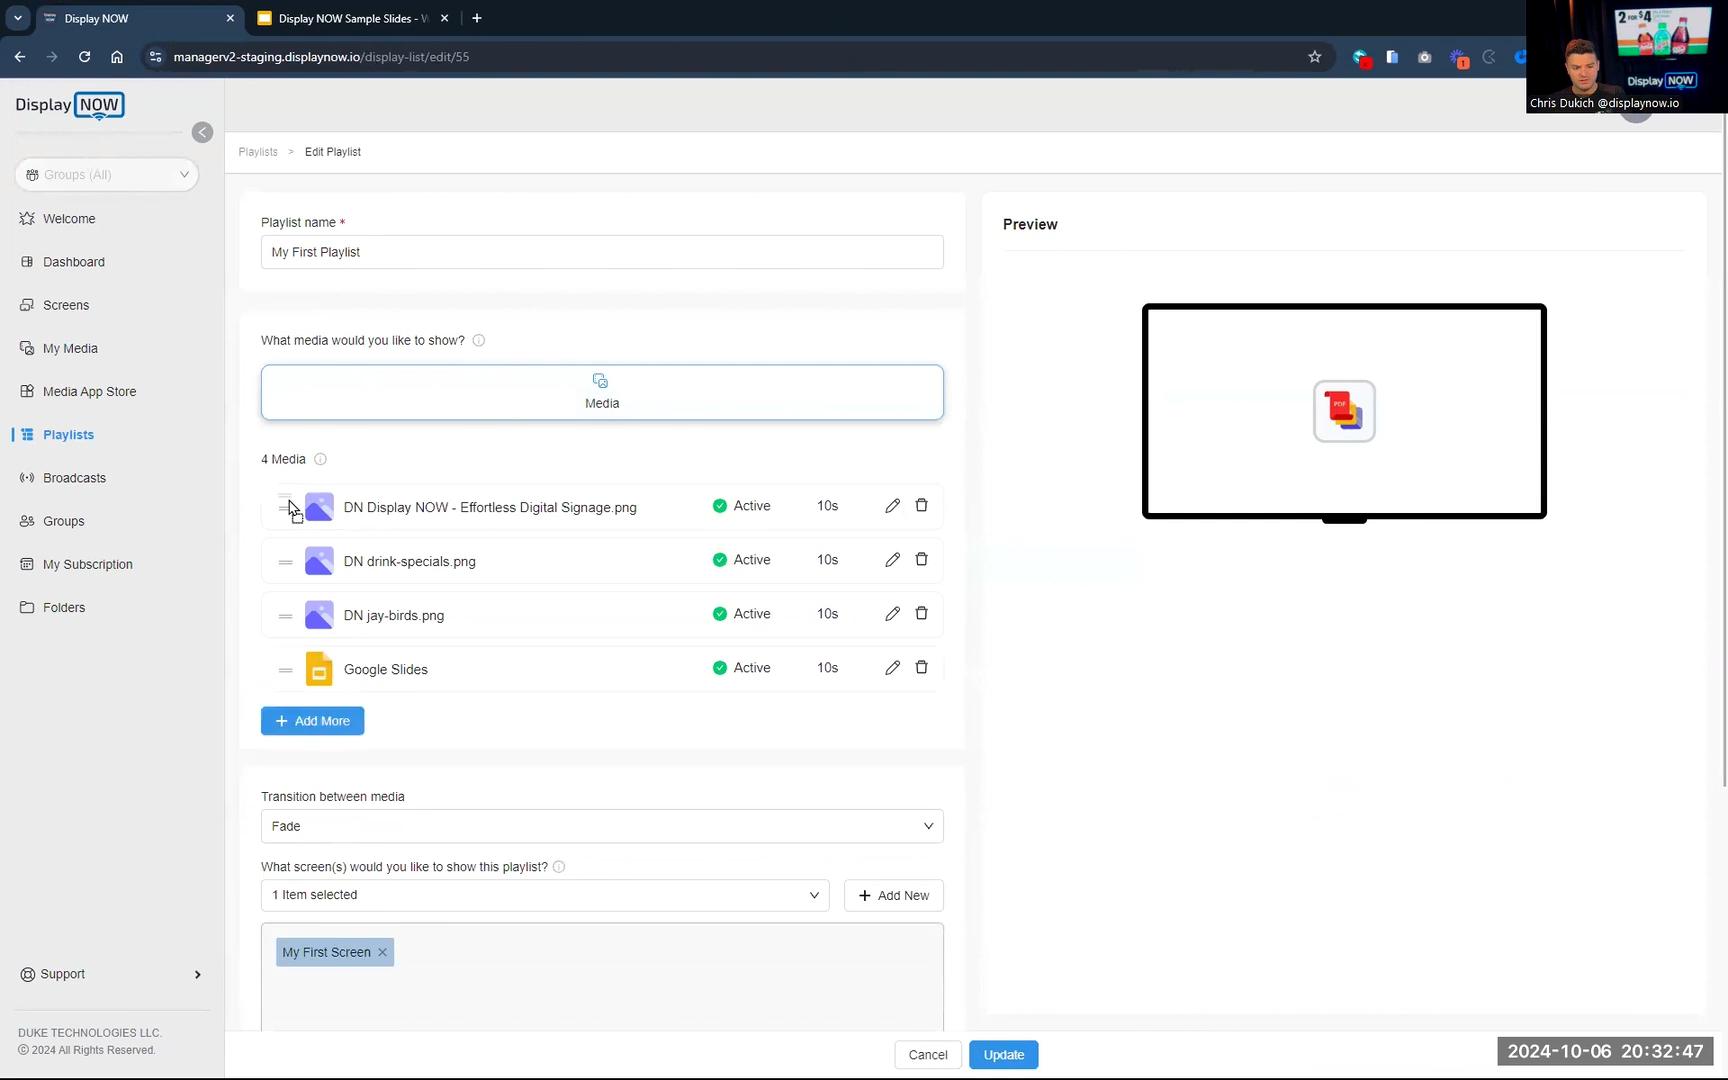 Display NOW
Display NOW Sample Slides -
managerv2-staging.displaynow.io/display-list/edit/55
1
2 FOR $4
Display NOW
Chris Dukich @displaynow.io
Display NOW
Groups (All)
Welcome
Dashboard
Screens
My Media
Media App Store
Playlists
Broadcasts
Groups
My Subscription
Folders
Support
DUKE TECHNOLOGIES LLC.
© 2024 All Rights Reserved.
Playlists > Edit Playlist
Playlist name *
My First Playlist
What media would you like to show?
Media
4 Media
DN Display NOW - Effortless Digital Signage.png Active 10s
DN drink-specials.png Active 10s
DN jay-birds.png Active 10s
Google Slides Active 10s
+ Add More
Transition between media
Fade
What screen(s) would you like to show this playlist?
1 Item selected
+ Add New
My First Screen
Cancel Update
Preview
PDF
2024-10-06 20:32:47